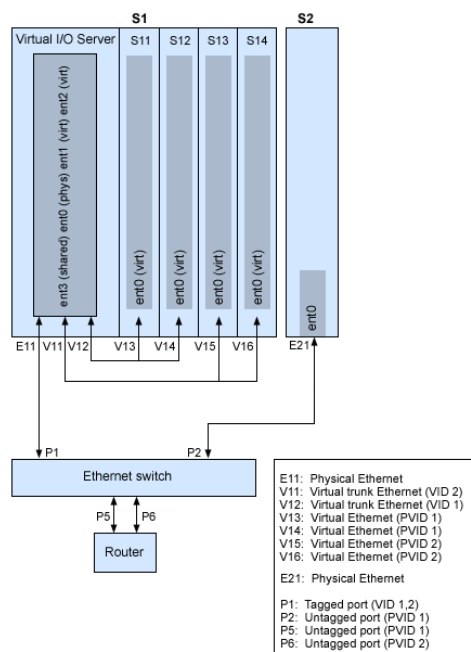 S1
S2
Virtual I/O Server
S11
S12
S13
S14
ent3 (shared) ent0 (phys) ent1 (virt) ent2 (virt)
ent0 (virt)
ent0 (virt)
ent0 (virt)
ent0 (virt)
ent0
E11
V11
V12
V13
V14
V15
V16
E21
P1
P2
Ethernet switch
P5
P6
Router
E11: Physical Ethernet
V11: Virtual trunk Ethernet (VID 2)
V12: Virtual trunk Ethernet (VID 1)
V13: Virtual Ethernet (PVID 1)
V14: Virtual Ethernet (PVID 1)
V15: Virtual Ethernet (PVID 2)
V16: Virtual Ethernet (PVID 2)
E21: Physical Ethernet
P1: Tagged port (VID 1,2)
P2: Untagged port (PVID 1)
P5: Untagged port (PVID 1)
P6: Untagged port (PVID 2)